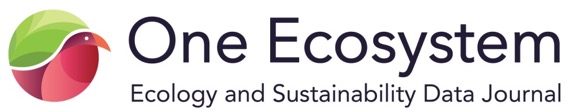 One Ecosystem
Ecology and Sustainability Data Journal